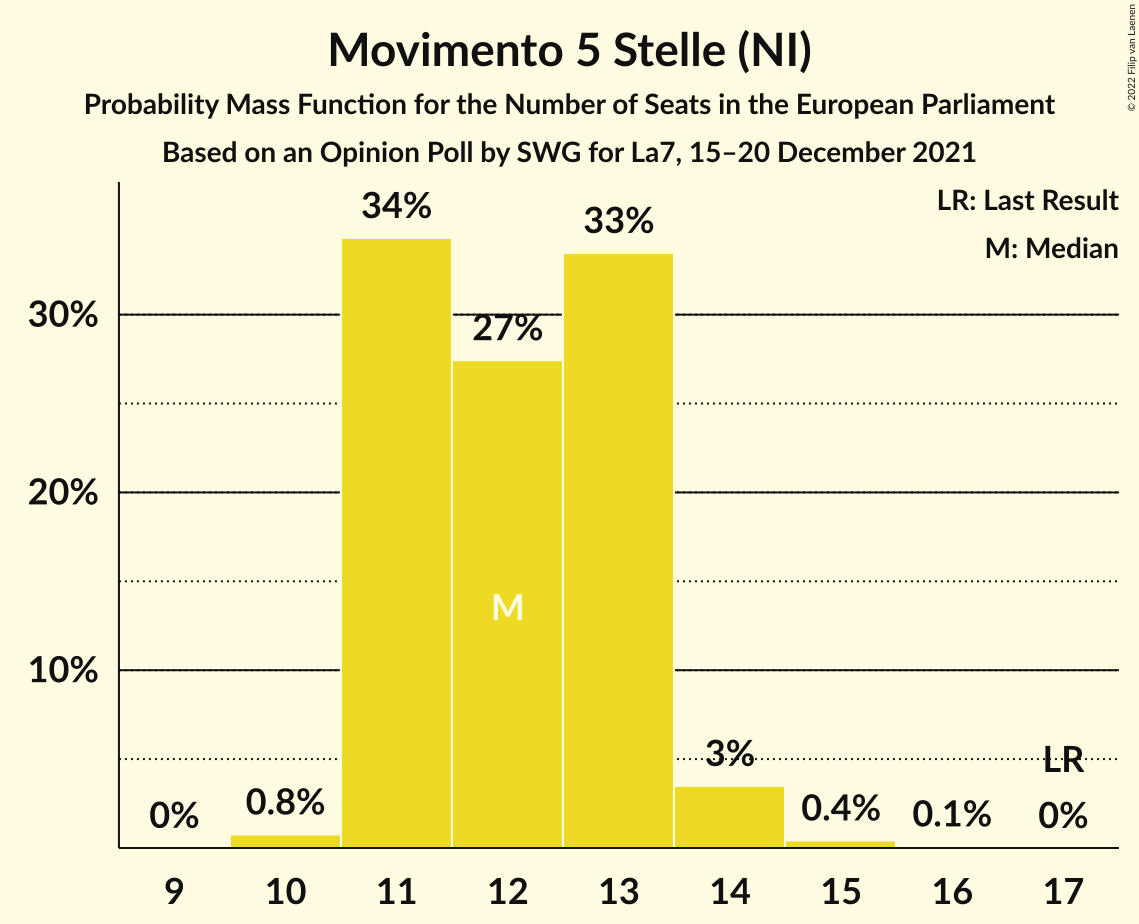 Movimento 5 Stelle (NI)
Probability Mass Function for the Number of Seats in the European Parliament
Based on an Opinion Poll by SWG for La7, 15–20 December 2021
© 2022 Filip van Laenen
LR: Last Result
M: Median
34%
33%
30%
27%
20%
M
10%
3%
LR
0%
0.8%
0.4%
0.1%
0%
9 10 11 12 13 14 15 16 17